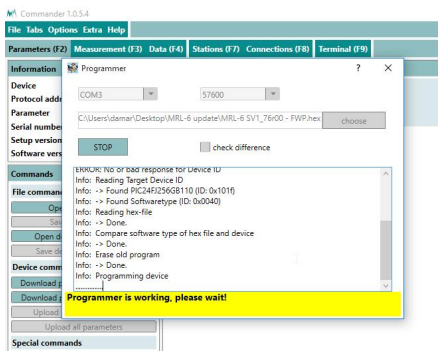 Commander 1.0.5.4
File Tabs Options Extra Help
Parameters (F2) Measurement (F3) Data (F4) Stations (F7) Connections (F8) Terminal (F9)
Information
Device
Protocol addr
Parameter
Serial number
Setup version
Software vers
Commands
File comman
Ope
Sav
Open d
Save de
Device comm
Download p
Download p
Upload
Upload all parameters
Special commands
Programmer ? X
COM3 57600
C:\Users\damar\Desktop\MRL-6 update\MRL-6 SV1_76r00 - FWP.hex choose
STOP check difference
ERROR: No or bad response for Device ID
Info: Reading Target Device ID
Info: -> Found PIC24FJ256GB110 (ID: 0x101f)
Info: -> Found Softwaretype (ID: 0x0040)
Info: Reading hex-file
Info: -> Done.
Info: Compare software type of hex file and device
Info: -> Done.
Info: Erase old program
Info: -> Done.
Info: Programming device
...........
Programmer is working, please wait!